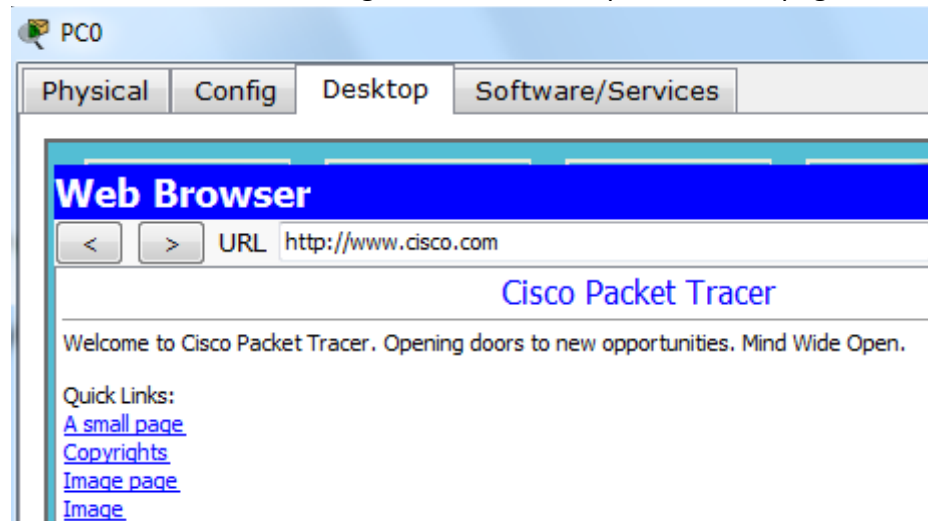 PC0
Physical Config Desktop Software/Services
Web Browser
< > URL http://www.cisco.com
Cisco Packet Tracer
Welcome to Cisco Packet Tracer. Opening doors to new opportunities. Mind Wide Open.
Quick Links:
A small page
Copyrights
Image page
Image